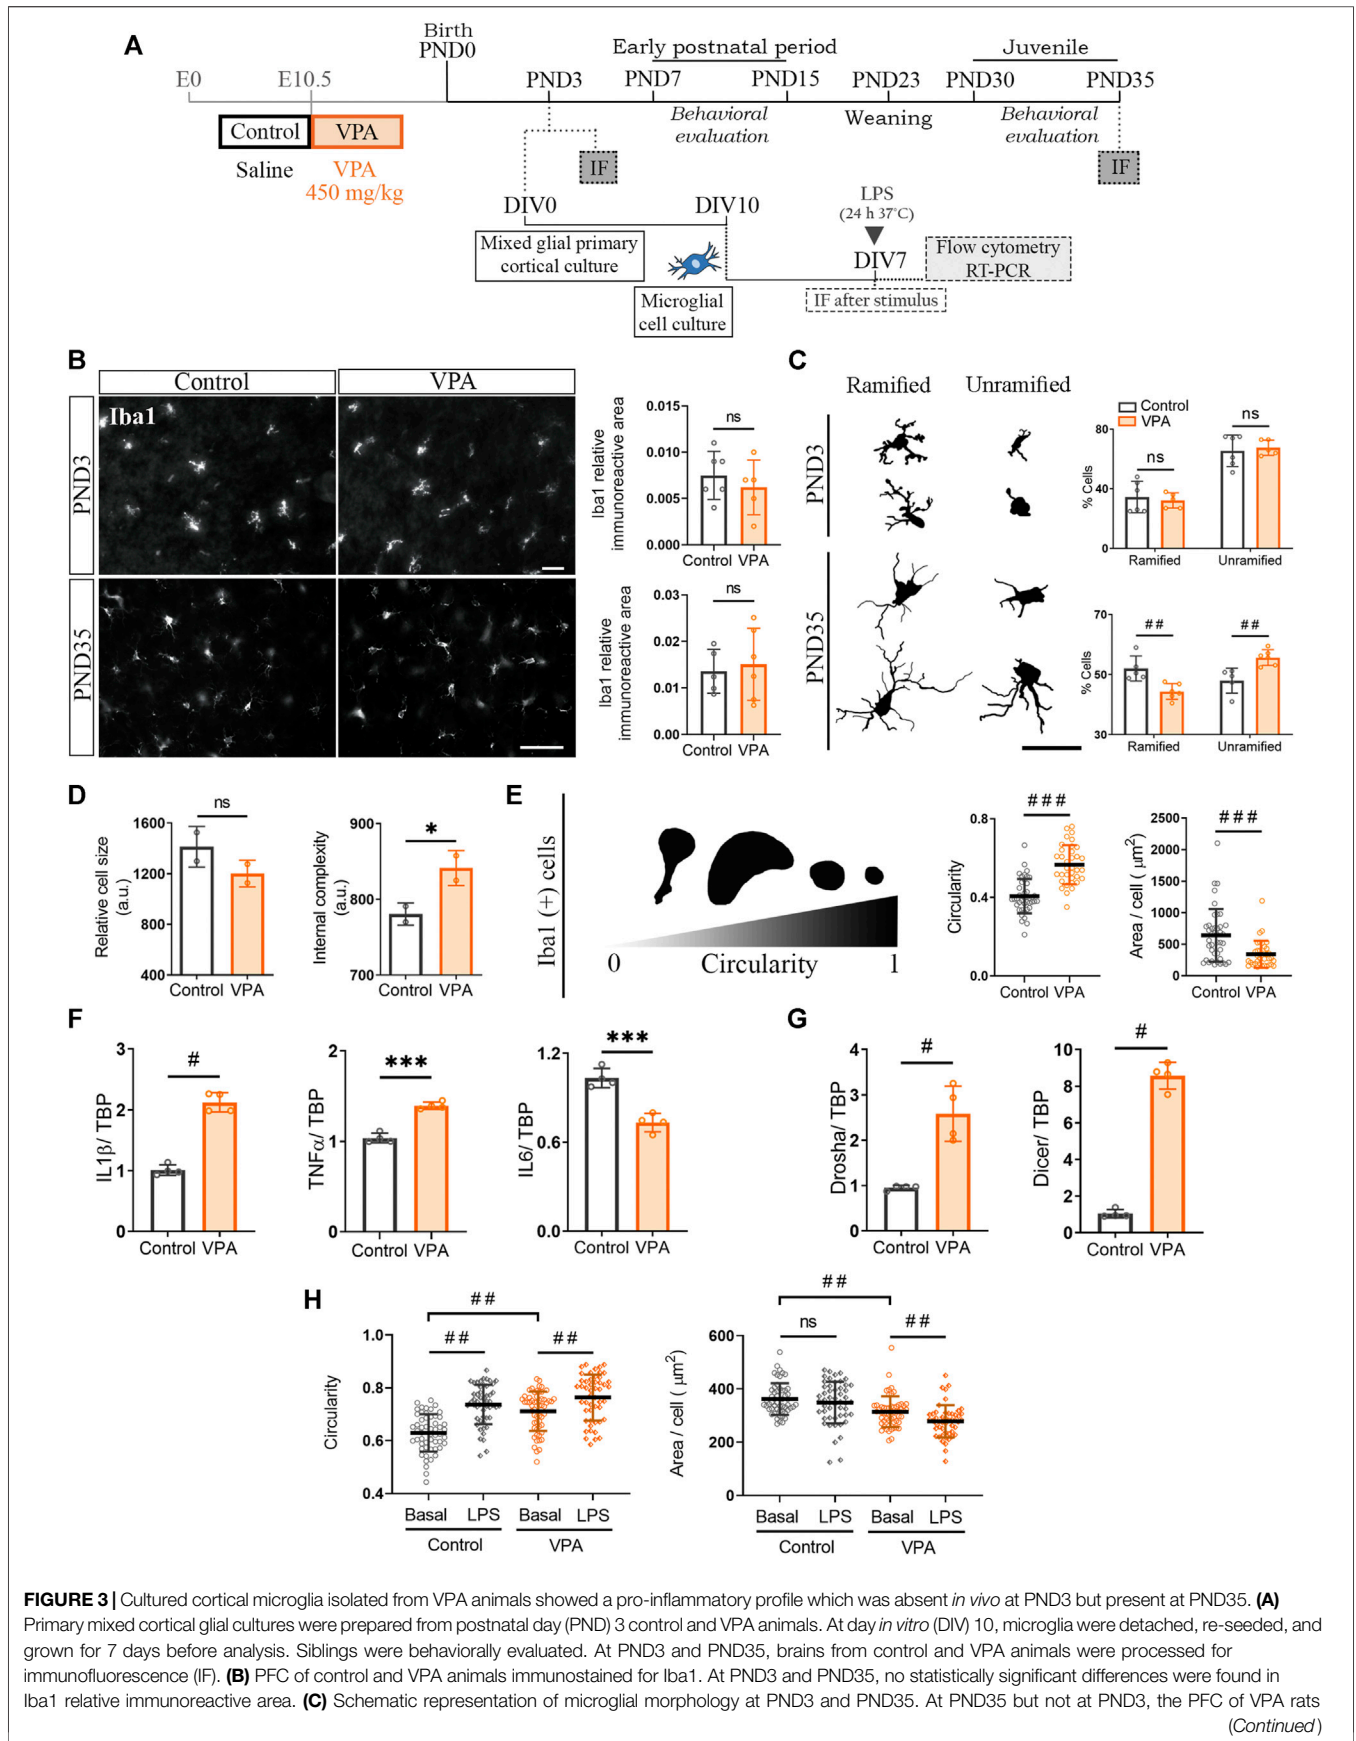 A
Birth
PND0
Early postnatal period
Juvenile
E0
E10.5
PND3
PND7
PND15
PND23
PND30
PND35
Control
VPA
Behavioral
evaluation
Weaning
Behavioral
evaluation
Saline
VPA
450 mg/kg
IF
IF
DIV0
DIV10
LPS
(24 h 37°C)
DIV7
Mixed glial primary
cortical culture
Microglial
cell culture
Flow cytometry
RT-PCR
IF after stimulus
B
Control
VPA
Iba1
PND3
PND35
Iba1 relative
immunoreactive area
0.015
0.010
0.005
0.000
ns
Control VPA
Iba1 relative
immunoreactive area
0.03
0.02
0.01
0.00
ns
Control VPA
C
Ramified
Unramified
PND3
PND35
Control
VPA
% Cells
80
40
0
ns
ns
Ramified
Unramified
% Cells
70
50
30
##
##
Ramified
Unramified
D
Relative cell size
(a.u.)
1600
1200
800
400
ns
Control VPA
Internal complexity
(a.u.)
900
800
700
*
Control VPA
E
Iba1 (+) cells
0
Circularity
1
Circularity
0.8
0.4
0.0
###
Control VPA
Area / cell ( μm²)
2500
2000
1500
1000
500
0
###
Control VPA
F
IL1β/ TBP
3
2
1
0
#
Control VPA
TNFα/ TBP
2
1
0
***
Control VPA
IL6/ TBP
1.2
0.6
0.0
***
Control VPA
G
Drosha/ TBP
4
3
2
1
0
#
Control VPA
Dicer/ TBP
10
8
6
4
2
0
#
Control VPA
H
Circularity
1.0
0.8
0.6
0.4
##
##
##
Basal LPS Basal LPS
Control VPA
Area / cell ( μm²)
600
400
200
0
##
ns
##
Basal LPS Basal LPS
Control VPA
FIGURE 3 | Cultured cortical microglia isolated from VPA animals showed a pro-inflammatory profile which was absent in vivo at PND3 but present at PND35. (A)
Primary mixed cortical glial cultures were prepared from postnatal day (PND) 3 control and VPA animals. At day in vitro (DIV) 10, microglia were detached, re-seeded, and
grown for 7 days before analysis. Siblings were behaviorally evaluated. At PND3 and PND35, brains from control and VPA animals were processed for
immunofluorescence (IF). (B) PFC of control and VPA animals immunostained for Iba1. At PND3 and PND35, no statistically significant differences were found in
Iba1 relative immunoreactive area. (C) Schematic representation of microglial morphology at PND3 and PND35. At PND35 but not at PND3, the PFC of VPA rats
(Continued)